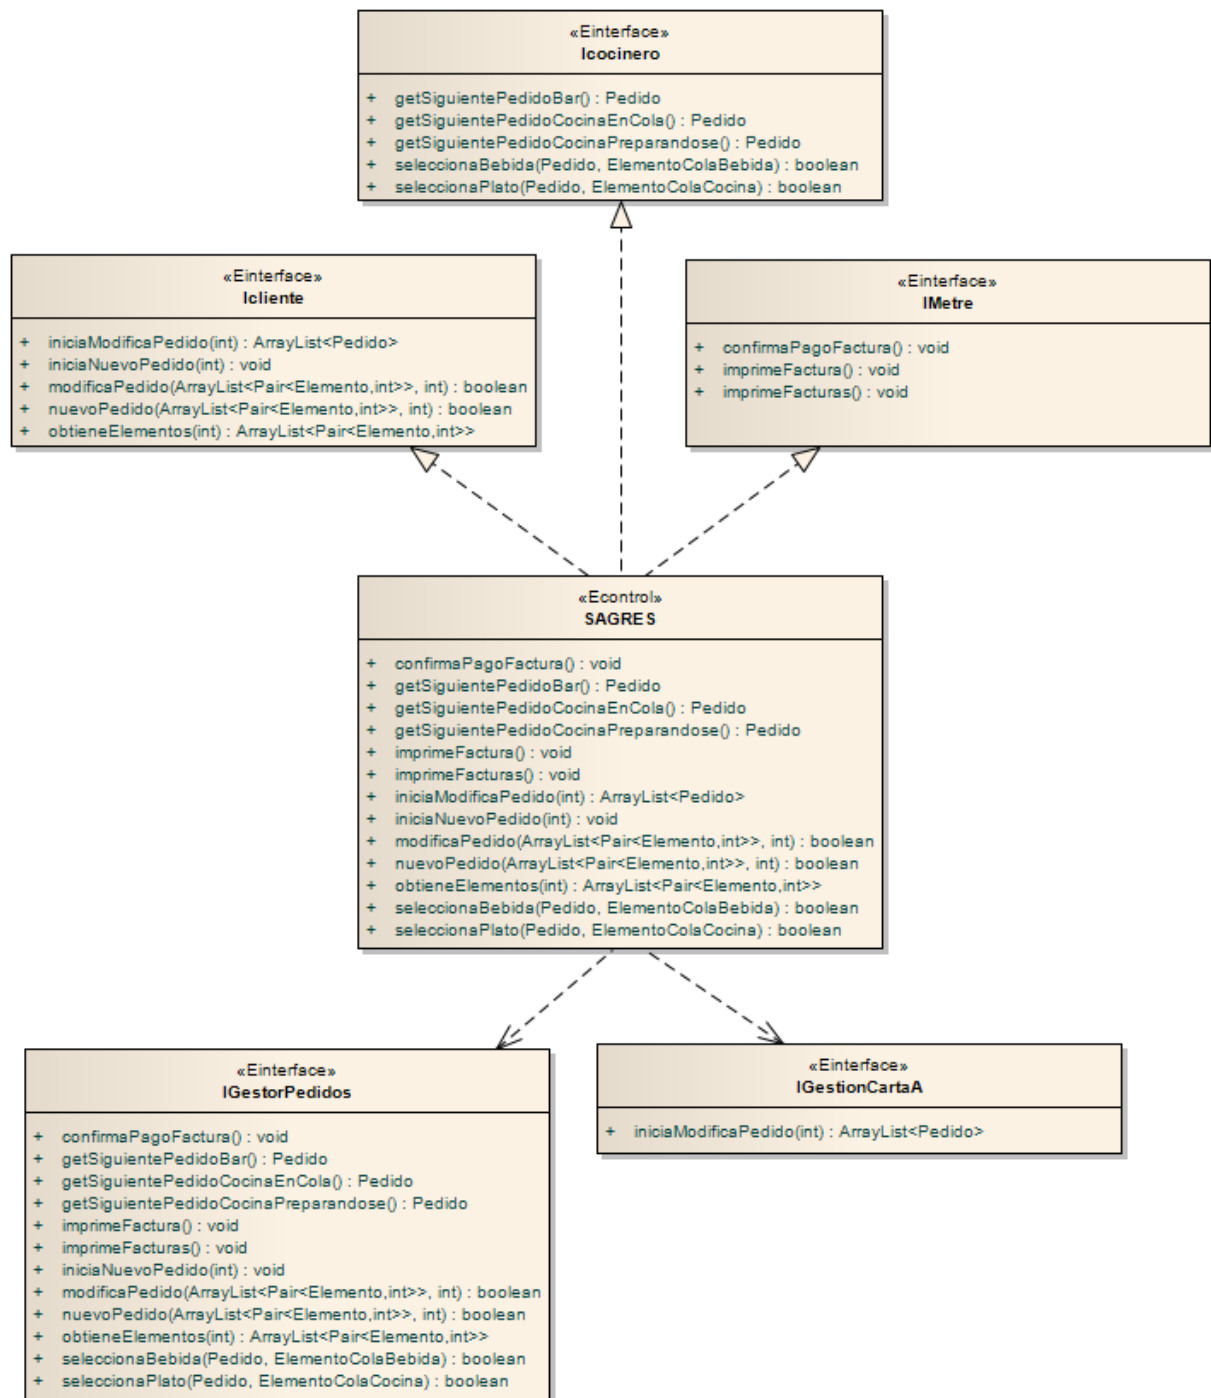 «Einterface»
Icocinero
+ getSiguientePedidoBar() : Pedido
+ getSiguientePedidoCocinaEnCola() : Pedido
+ getSiguientePedidoCocinaPreparandose() : Pedido
+ seleccionaBebida(Pedido, ElementoColaBebida) : boolean
+ seleccionaPlato(Pedido, ElementoColaCocina) : boolean
«Einterface»
Icliente
+ iniciaModificaPedido(int) : ArrayList<Pedido>
+ iniciaNuevoPedido(int) : void
+ modificaPedido(ArrayList<Pair<Elemento,int>>, int) : boolean
+ nuevoPedido(ArrayList<Pair<Elemento,int>>, int) : boolean
+ obtieneElementos(int) : ArrayList<Pair<Elemento,int>>
«Einterface»
IMetre
+ confirmaPagoFactura() : void
+ imprimeFactura() : void
+ imprimeFacturas() : void
«Econtrol»
SAGRES
+ confirmaPagoFactura() : void
+ getSiguientePedidoBar() : Pedido
+ getSiguientePedidoCocinaEnCola() : Pedido
+ getSiguientePedidoCocinaPreparandose() : Pedido
+ imprimeFactura() : void
+ imprimeFacturas() : void
+ iniciaModificaPedido(int) : ArrayList<Pedido>
+ iniciaNuevoPedido(int) : void
+ modificaPedido(ArrayList<Pair<Elemento,int>>, int) : boolean
+ nuevoPedido(ArrayList<Pair<Elemento,int>>, int) : boolean
+ obtieneElementos(int) : ArrayList<Pair<Elemento,int>>
+ seleccionaBebida(Pedido, ElementoColaBebida) : boolean
+ seleccionaPlato(Pedido, ElementoColaCocina) : boolean
«Einterface»
IGestorPedidos
+ confirmaPagoFactura() : void
+ getSiguientePedidoBar() : Pedido
+ getSiguientePedidoCocinaEnCola() : Pedido
+ getSiguientePedidoCocinaPreparandose() : Pedido
+ imprimeFactura() : void
+ imprimeFacturas() : void
+ iniciaNuevoPedido(int) : void
+ modificaPedido(ArrayList<Pair<Elemento,int>>, int) : boolean
+ nuevoPedido(ArrayList<Pair<Elemento,int>>, int) : boolean
+ obtieneElementos(int) : ArrayList<Pair<Elemento,int>>
+ seleccionaBebida(Pedido, ElementoColaBebida) : boolean
+ seleccionaPlato(Pedido, ElementoColaCocina) : boolean
«Einterface»
IGestionCartaA
+ iniciaModificaPedido(int) : ArrayList<Pedido>